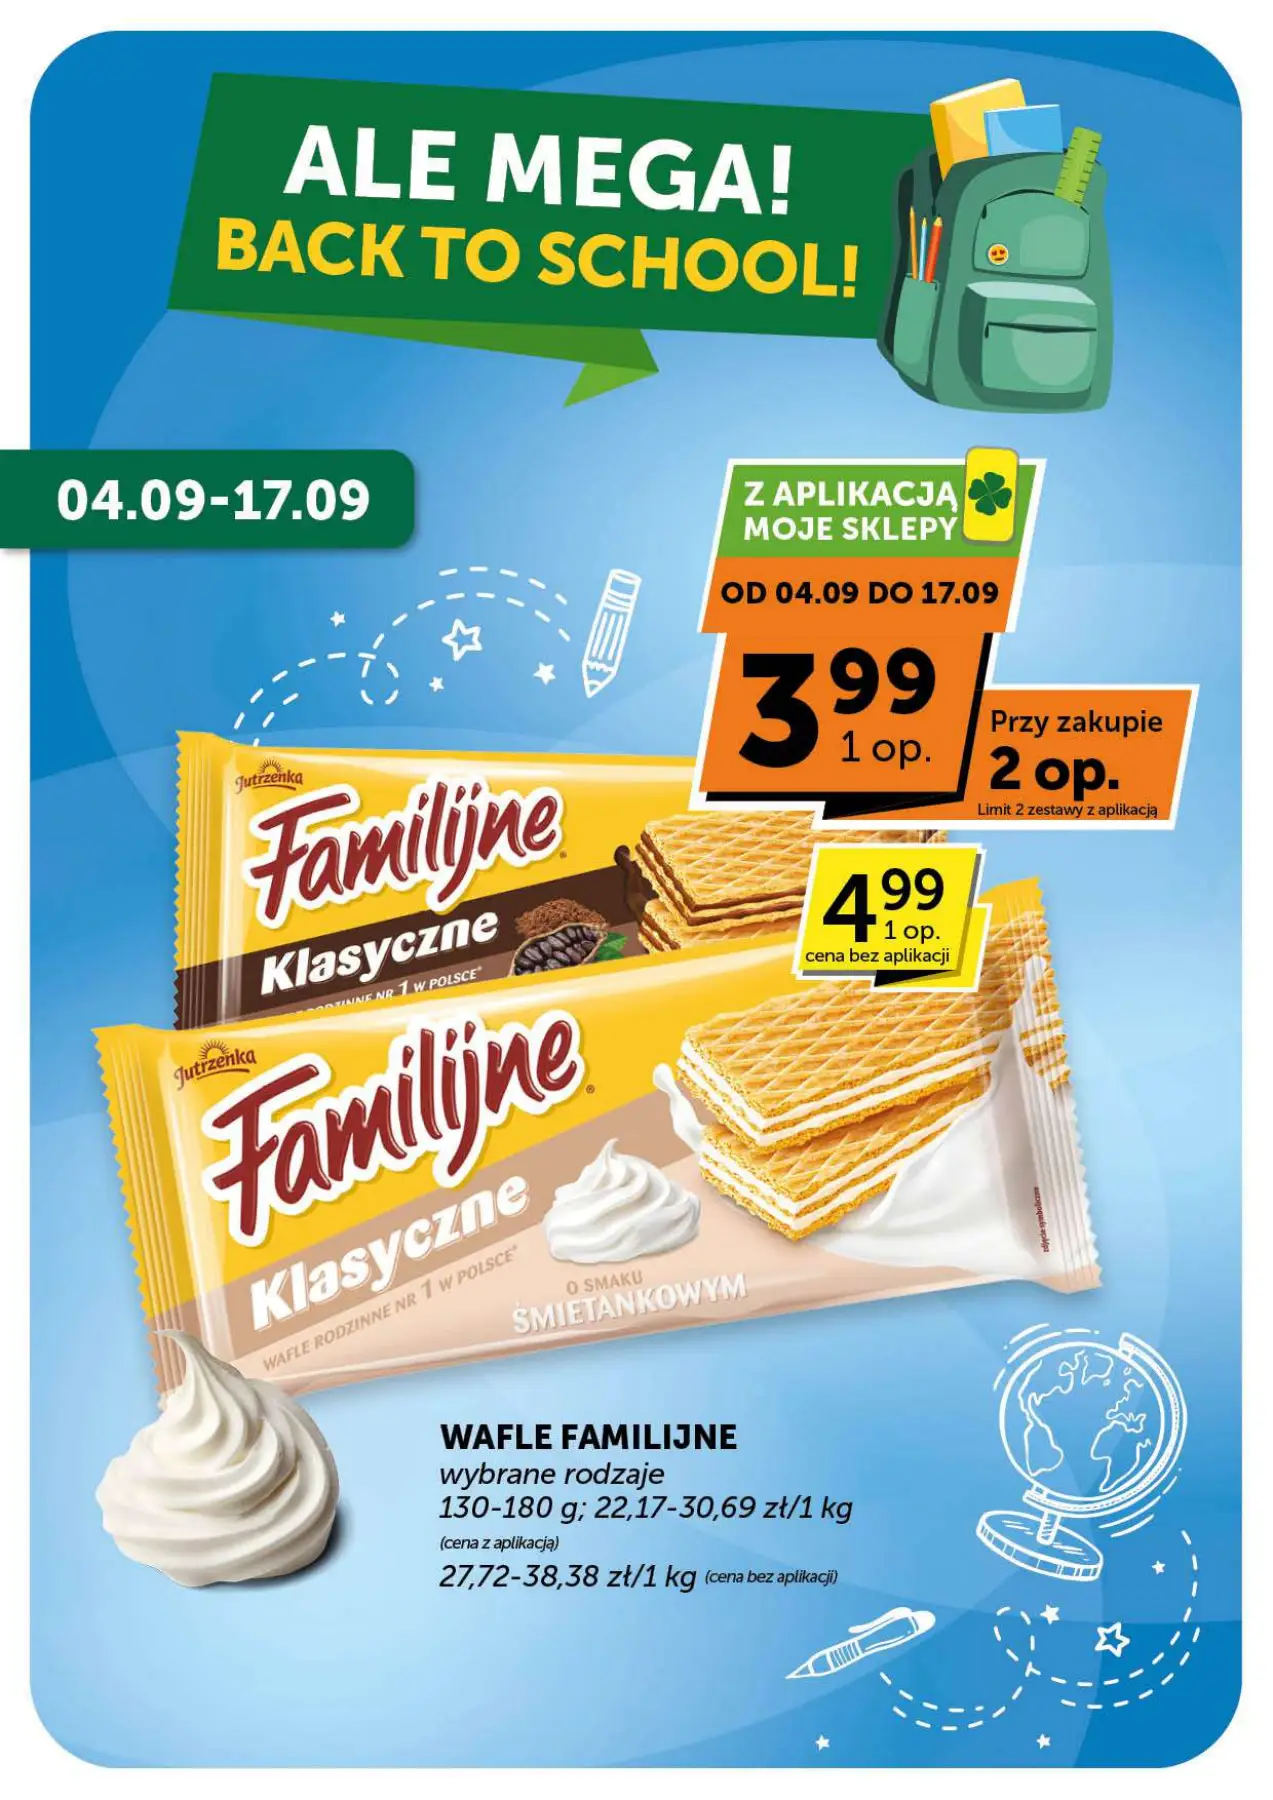 ALE MEGA!
BACK TO SCHOOL!
04.09-17.09
Z APLIKACJĄ
MOJE SKLEPY
OD 04.09 DO 17.09
3 99
1 op.
Przy zakupie
2 op.
Limit 2 zestawy z aplikacją
4 99
1 op.
cena bez aplikacji
Jutrzenka
Familijne
Klasyczne
NR 1 W POLSCE*
Jutrzenka
Familijne
Klasyczne
WAFLE RODZINNE NR 1 W POLSCE*
O SMAKU
ŚMIETANKOWYM
zdjęcie symboliczne
WAFLE FAMILIJNE
wybrane rodzaje
130-180 g; 22,17-30,69 zł/1 kg
(cena z aplikacją)
27,72-38,38 zł/1 kg (cena bez aplikacji)